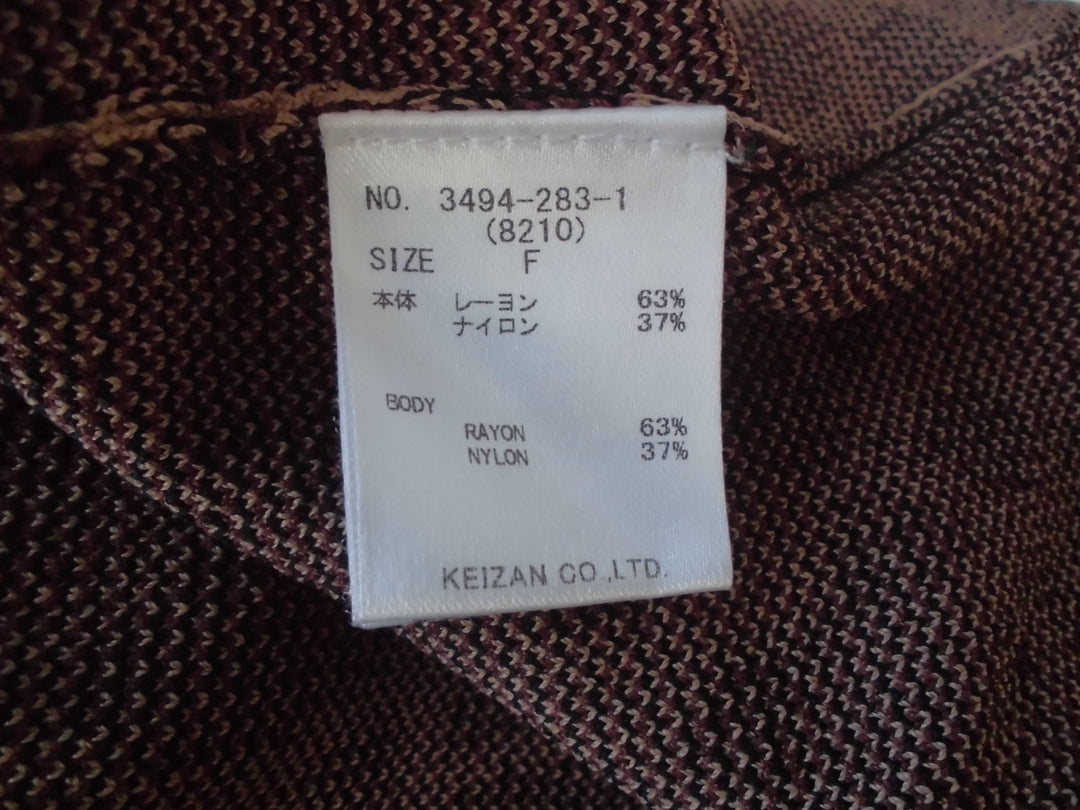 NO. 3494-283-1
(8210)
SIZE F
本体 レーヨン 63%
ナイロン 37%
BODY
RAYON 63%
NYLON 37%
KEIZAN CO.,LTD.